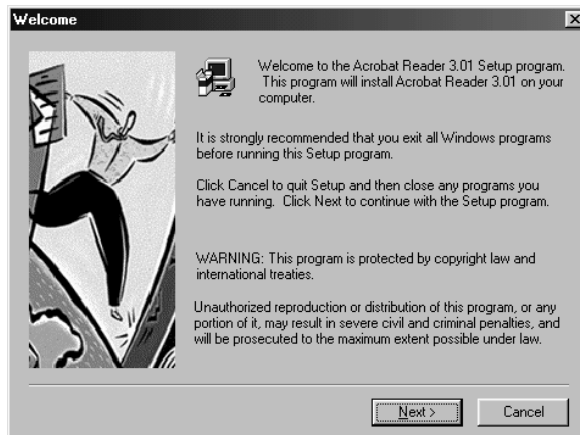 Welcome
Welcome to the Acrobat Reader 3.01 Setup program.
This program will install Acrobat Reader 3.01 on your
computer.
It is strongly recommended that you exit all Windows programs
before running this Setup program.
Click Cancel to quit Setup and then close any programs you
have running. Click Next to continue with the Setup program.
WARNING: This program is protected by copyright law and
international treaties.
Unauthorized reproduction or distribution of this program, or any
portion of it, may result in severe civil and criminal penalties, and
will be prosecuted to the maximum extent possible under law.
Next > Cancel